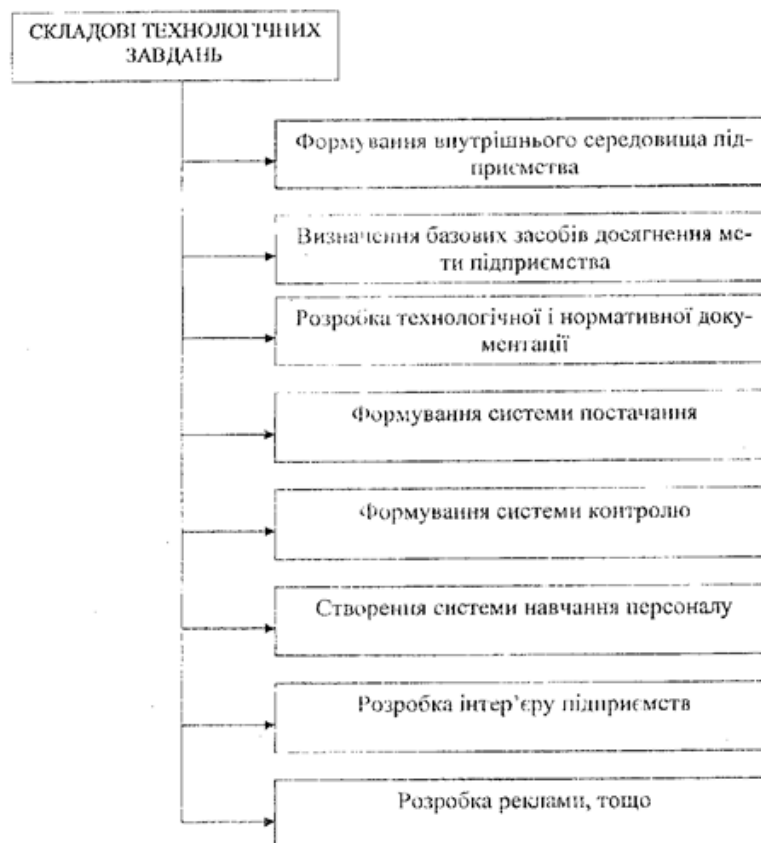 СКЛАДОВІ ТЕХНОЛОГІЧНИХ
ЗАВДАНЬ
Формування внутрішнього середовища під-
приємства
Визначення базових засобів досягнення ме-
ти підприємства
Розробка технологічної і нормативної доку-
ментації
Формування системи постачання
Формування системи контролю
Створення системи навчання персоналу
Розробка інтер’єру підприємств
Розробка реклами, тощо